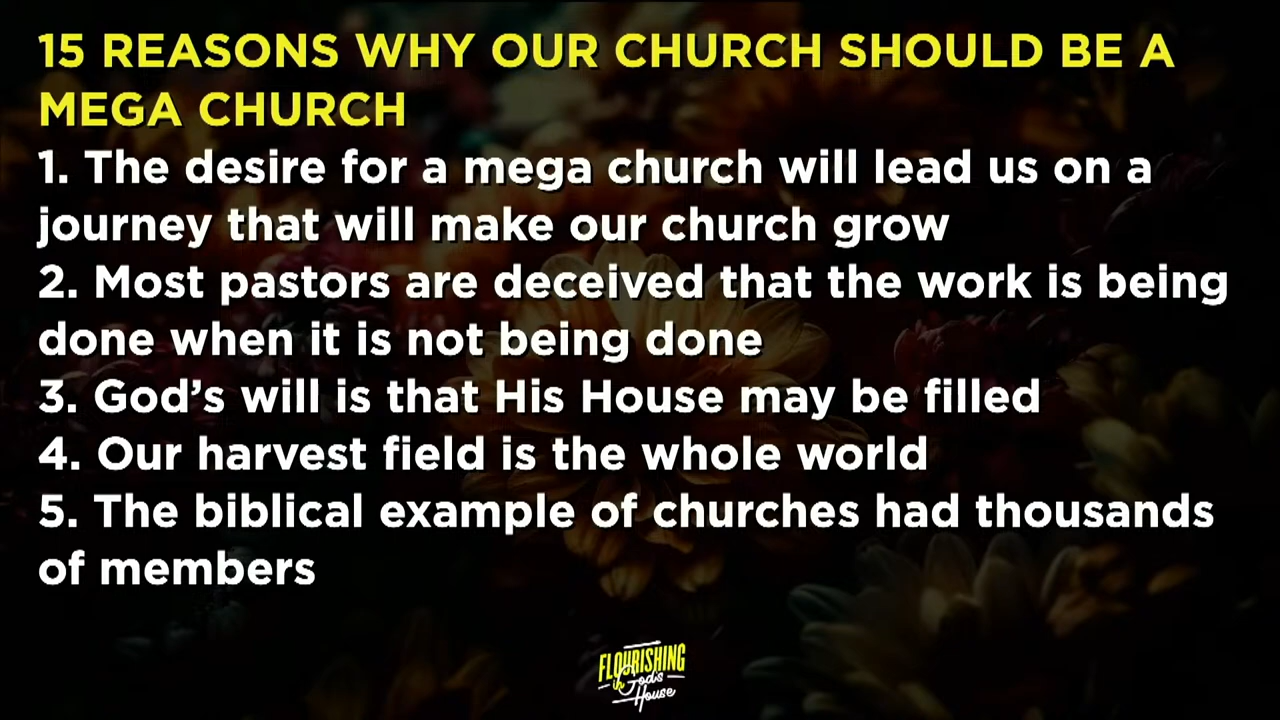 15 REASONS WHY OUR CHURCH SHOULD BE A
MEGA CHURCH
1. The desire for a mega church will lead us on a
journey that will make our church grow
2. Most pastors are deceived that the work is being
done when it is not being done
3. God’s will is that His House may be filled
4. Our harvest field is the whole world
5. The biblical example of churches had thousands
of members
FLOURISHING
in God's
House